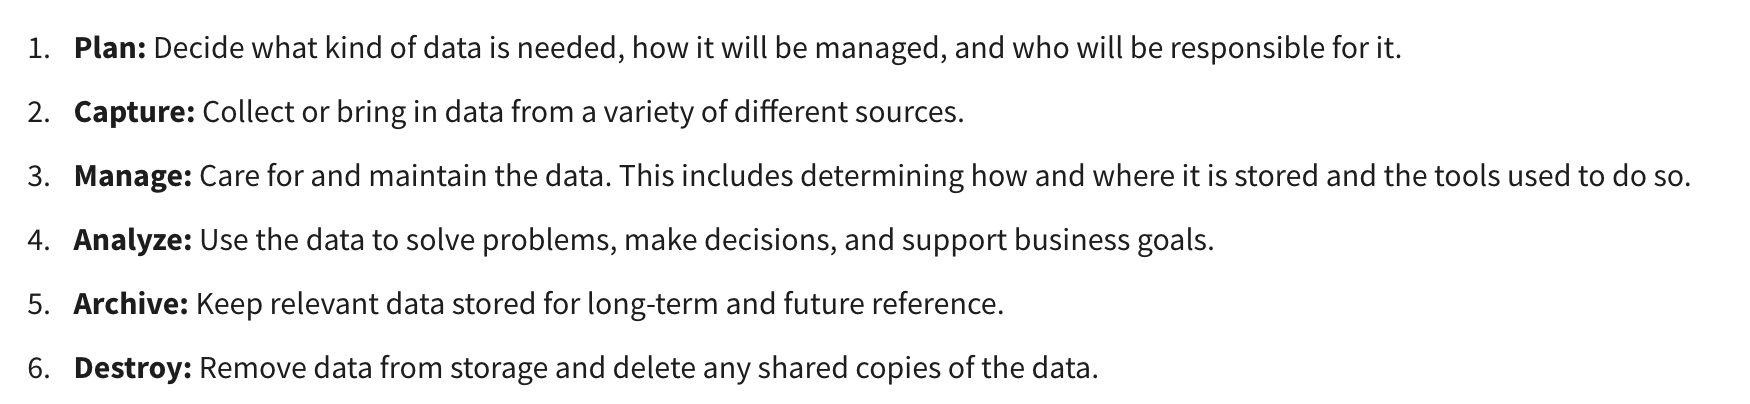 1. Plan: Decide what kind of data is needed, how it will be managed, and who will be responsible for it.
2. Capture: Collect or bring in data from a variety of different sources.
3. Manage: Care for and maintain the data. This includes determining how and where it is stored and the tools used to do so.
4. Analyze: Use the data to solve problems, make decisions, and support business goals.
5. Archive: Keep relevant data stored for long-term and future reference.
6. Destroy: Remove data from storage and delete any shared copies of the data.